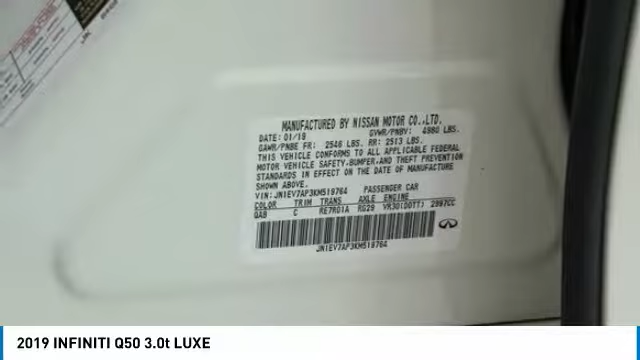 MANUFACTURED BY NISSAN MOTOR CO.,LTD.
DATE: 01/19 GVWR/PNBV: 4980 LBS.
GAWR/PNBE FR: 2546 LBS. RR: 2513 LBS.
THIS VEHICLE CONFORMS TO ALL APPLICABLE FEDERAL
MOTOR VEHICLE SAFETY,BUMPER,AND THEFT PREVENTION
STANDARDS IN EFFECT ON THE DATE OF MANUFACTURE
SHOWN ABOVE.
VIN: JN1EV7AP3KM519764 PASSENGER CAR
COLOR TRIM TRANS AXLE ENGINE
QAB C RE7R01A RG29 VR30(DDTT) 2997CC
JN1EV7AP3KM519764
2019 INFINITI Q50 3.0t LUXE